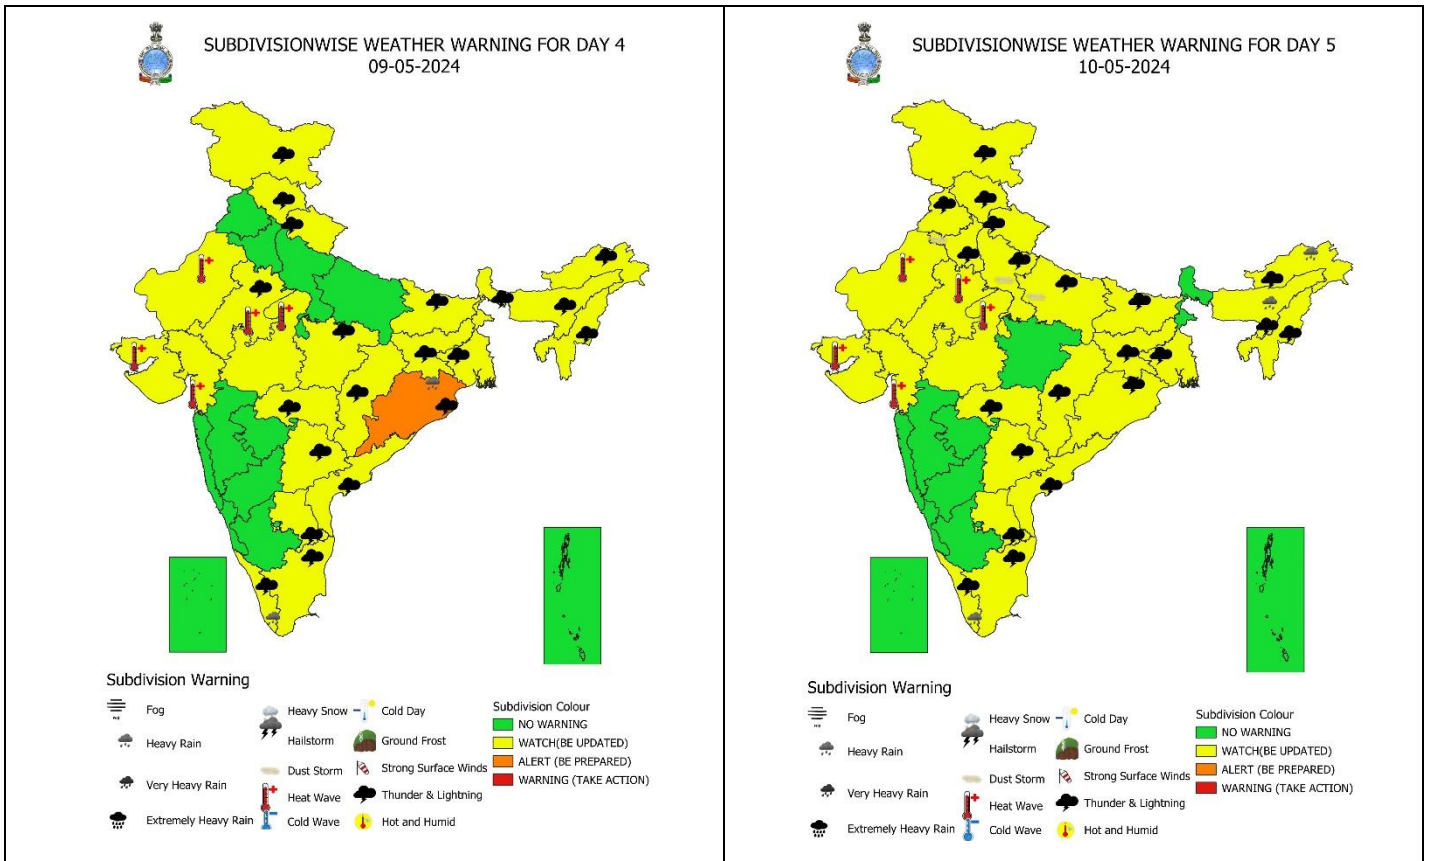 SUBDIVISIONWISE WEATHER WARNING FOR DAY 4
09-05-2024
Subdivision Warning
Fog
Heavy Rain
Very Heavy Rain
Extremely Heavy Rain
Heavy Snow
Hailstorm
Dust Storm
Heat Wave
Cold Wave
Cold Day
Ground Frost
Strong Surface Winds
Thunder & Lightning
Hot and Humid
Subdivision Colour
NO WARNING
WATCH(BE UPDATED)
ALERT (BE PREPARED)
WARNING (TAKE ACTION)
SUBDIVISIONWISE WEATHER WARNING FOR DAY 5
10-05-2024
Subdivision Warning
Fog
Heavy Rain
Very Heavy Rain
Extremely Heavy Rain
Heavy Snow
Hailstorm
Dust Storm
Heat Wave
Cold Wave
Cold Day
Ground Frost
Strong Surface Winds
Thunder & Lightning
Hot and Humid
Subdivision Colour
NO WARNING
WATCH(BE UPDATED)
ALERT (BE PREPARED)
WARNING (TAKE ACTION)